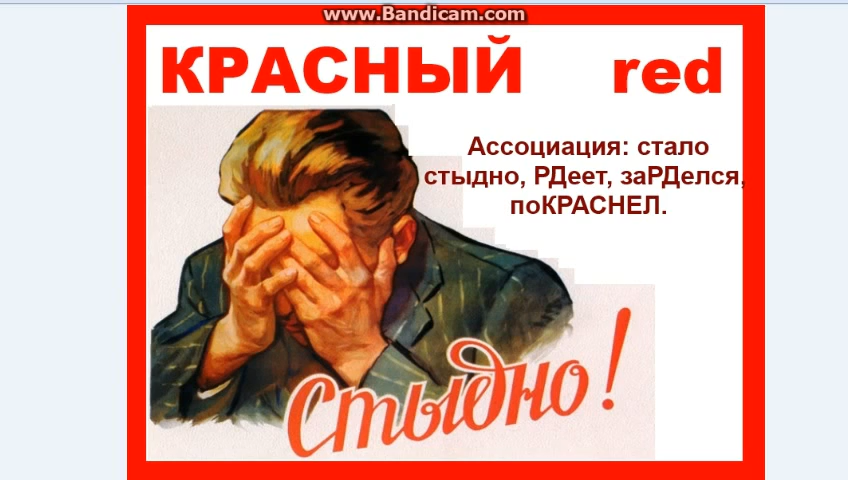 www.Bandicam.com
КРАСНЫЙ red
Ассоциация: стало
стыдно, РДеет, заРДелся,
поКРАСНЕЛ.
Стыдно!